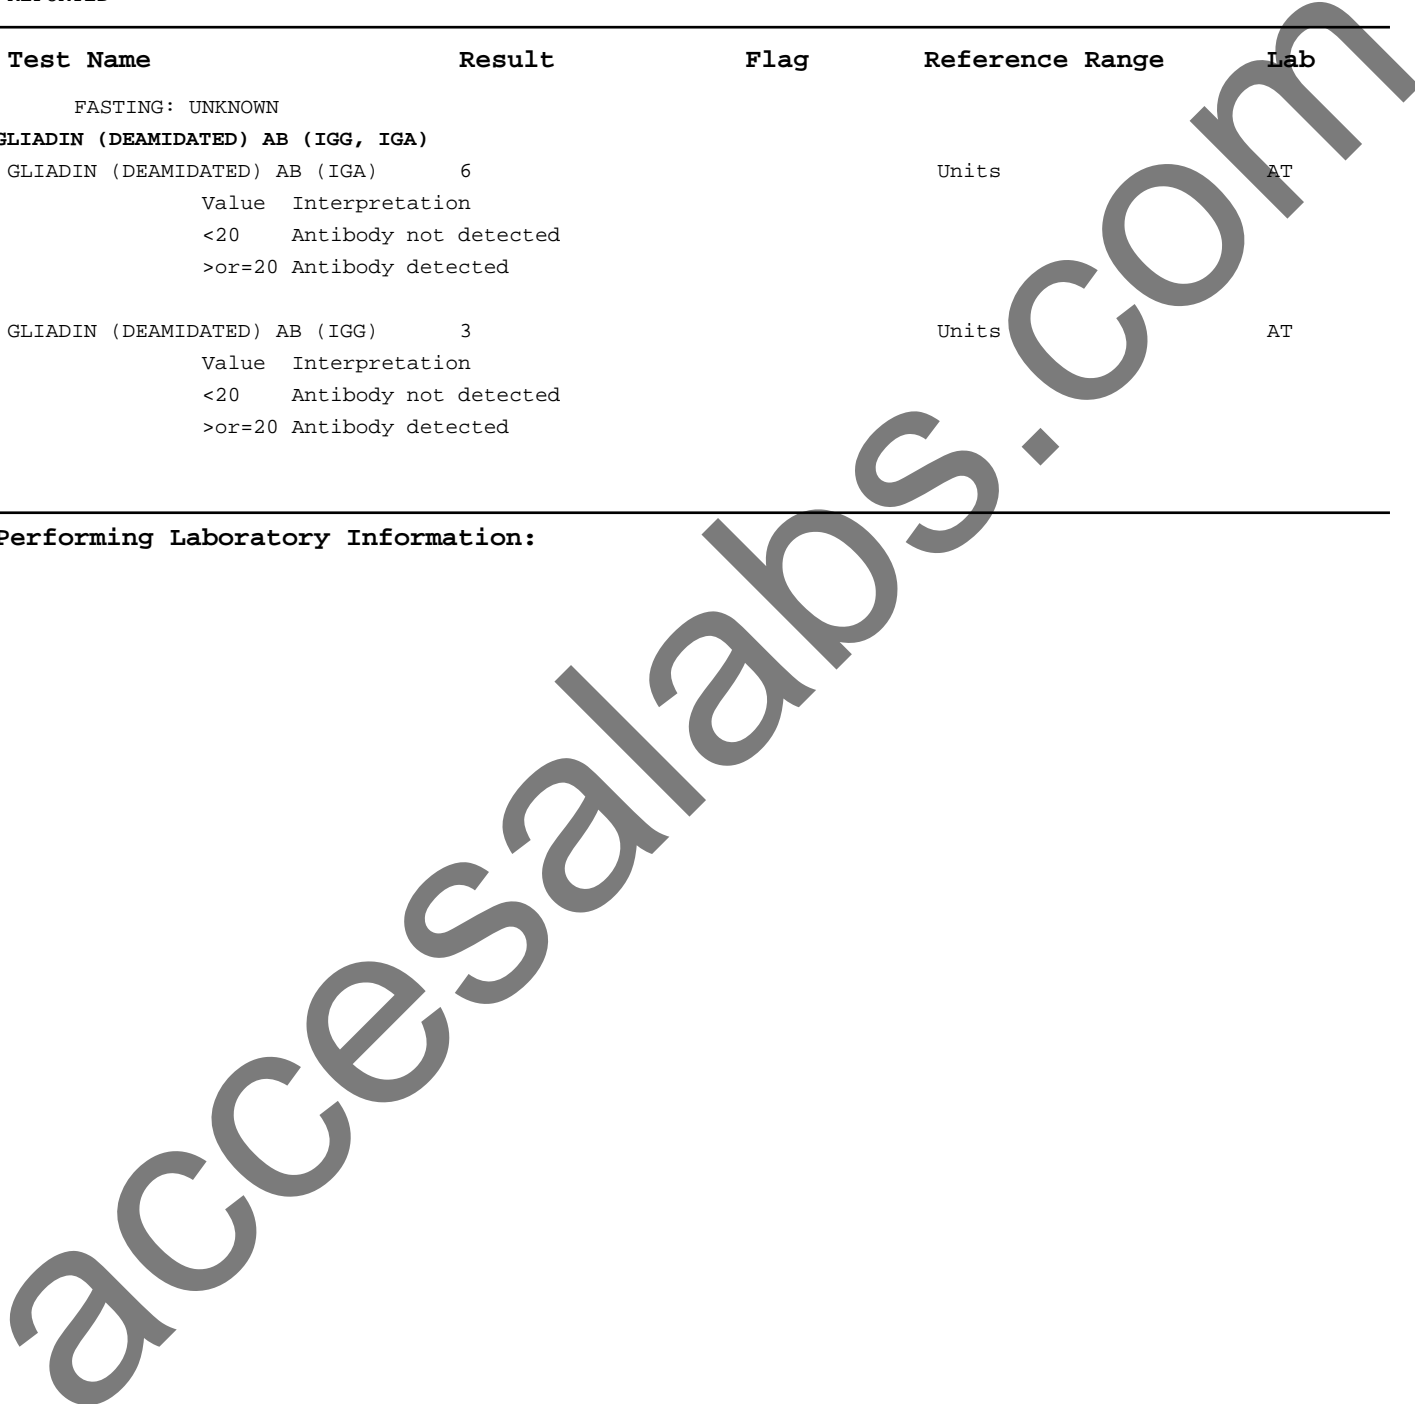 Test Name Result Flag Reference Range Lab
FASTING: UNKNOWN
GLIADIN (DEAMIDATED) AB (IGG, IGA)
GLIADIN (DEAMIDATED) AB (IGA) 6 Units AT
Value Interpretation
<20 Antibody not detected
>or=20 Antibody detected
GLIADIN (DEAMIDATED) AB (IGG) 3 Units AT
Value Interpretation
<20 Antibody not detected
>or=20 Antibody detected
Performing Laboratory Information:
accesalabs.com